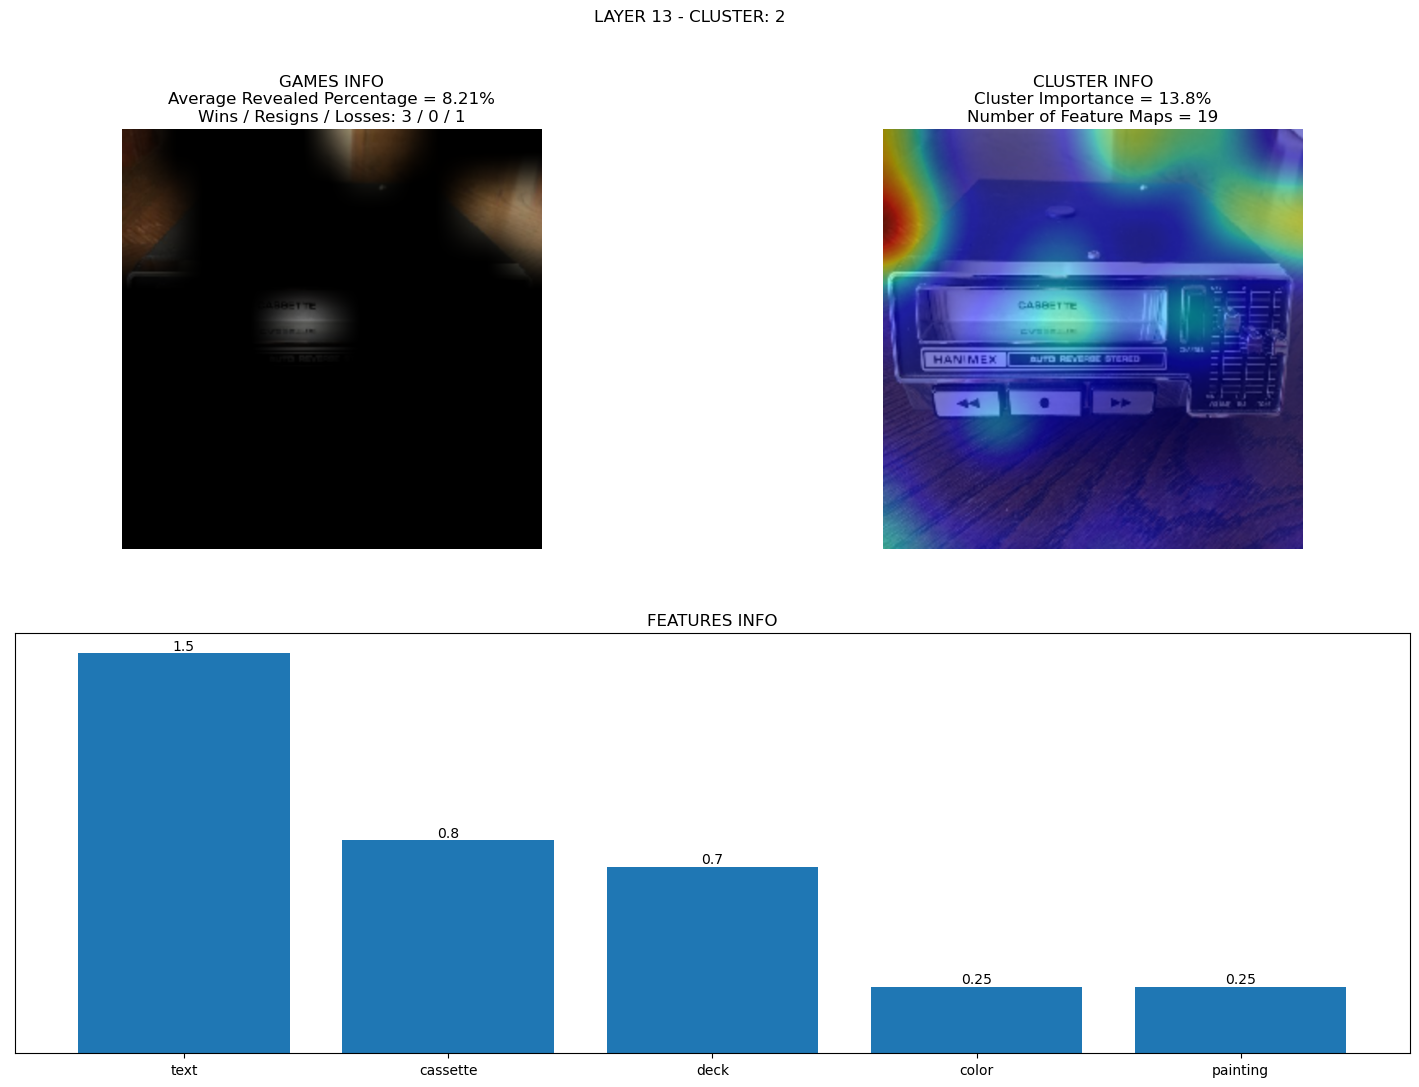 LAYER 13 - CLUSTER: 2
GAMES INFO
Average Revealed Percentage = 8.21%
Wins / Resigns / Losses: 3 / 0 / 1
CASSETTE
AUTO REVERSE
CLUSTER INFO
Cluster Importance = 13.8%
Number of Feature Maps = 19
CASSETTE
HANIMEX
AUTO REVERSE STEREO
FEATURES INFO
1.5
0.8
0.7
0.25
0.25
text
cassette
deck
color
painting